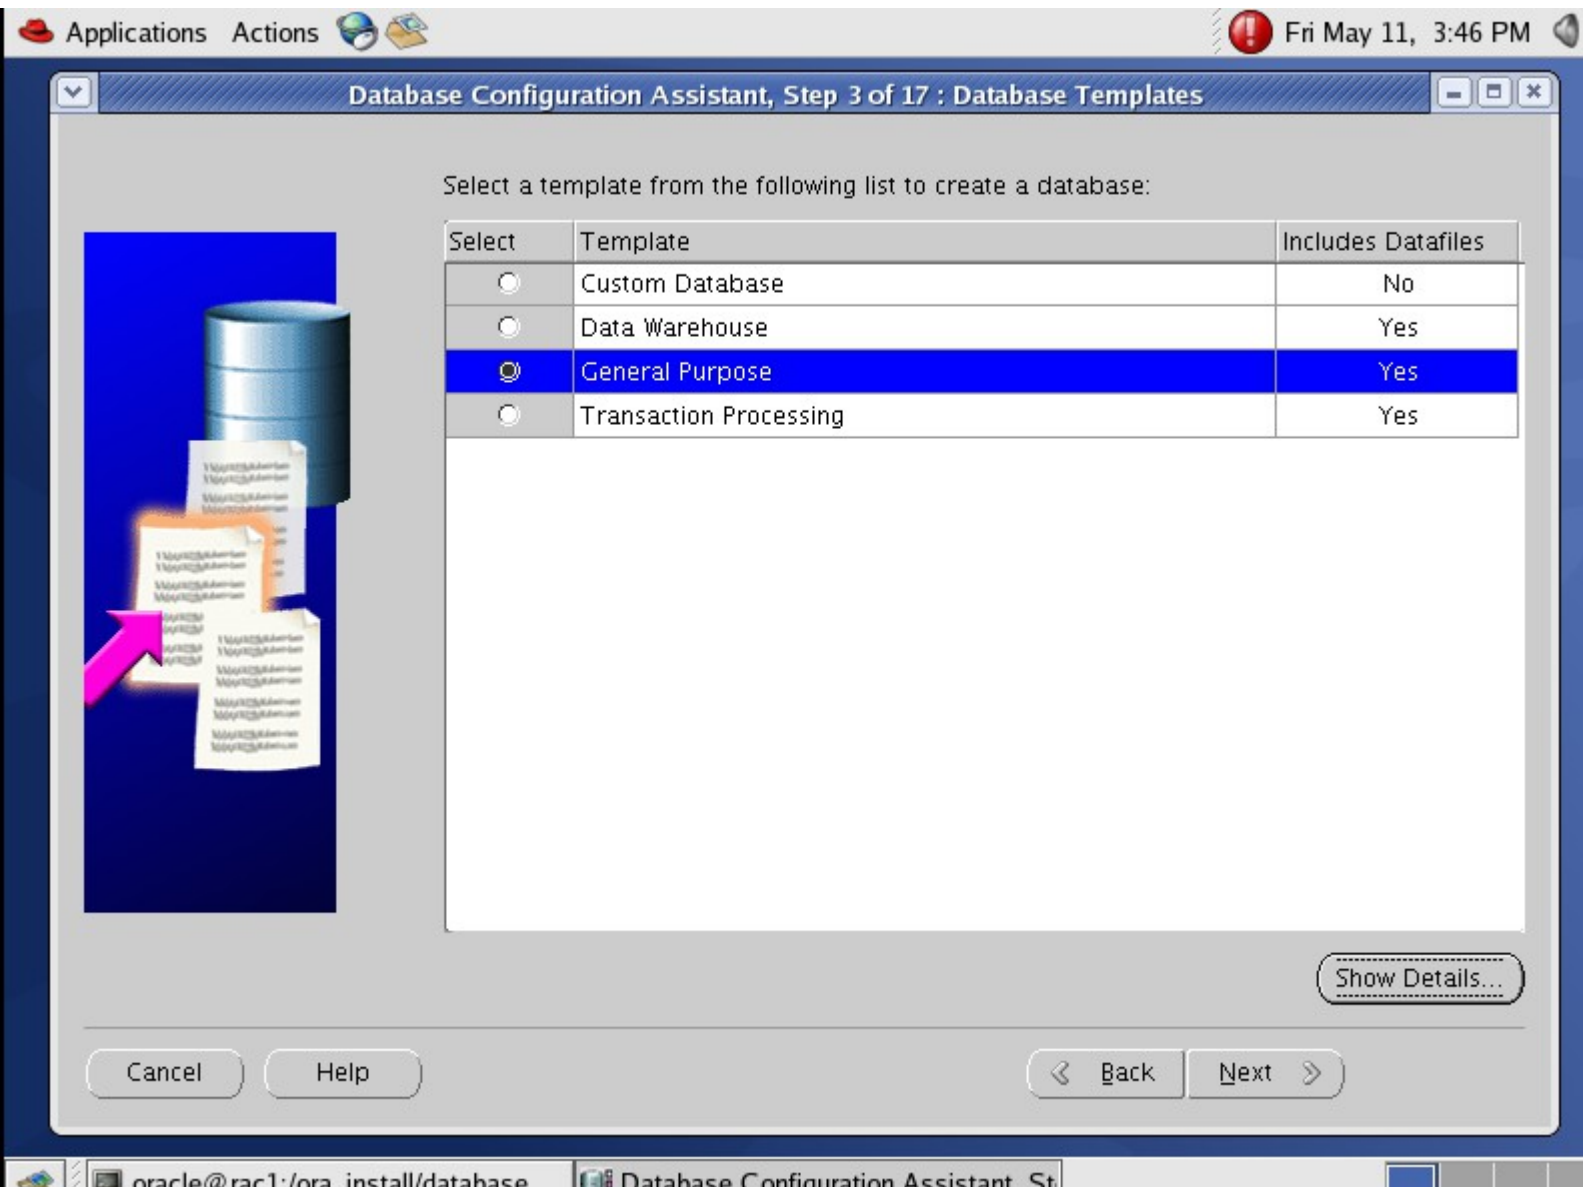 Applications Actions Fri May 11, 3:46 PM
Database Configuration Assistant, Step 3 of 17 : Database Templates
Select a template from the following list to create a database:
Select Template Includes Datafiles
Custom Database No
Data Warehouse Yes
General Purpose Yes
Transaction Processing Yes
Show Details...
Cancel Help Back Next
oracle@rac1:/ora_install/database Database Configuration Assistant, St